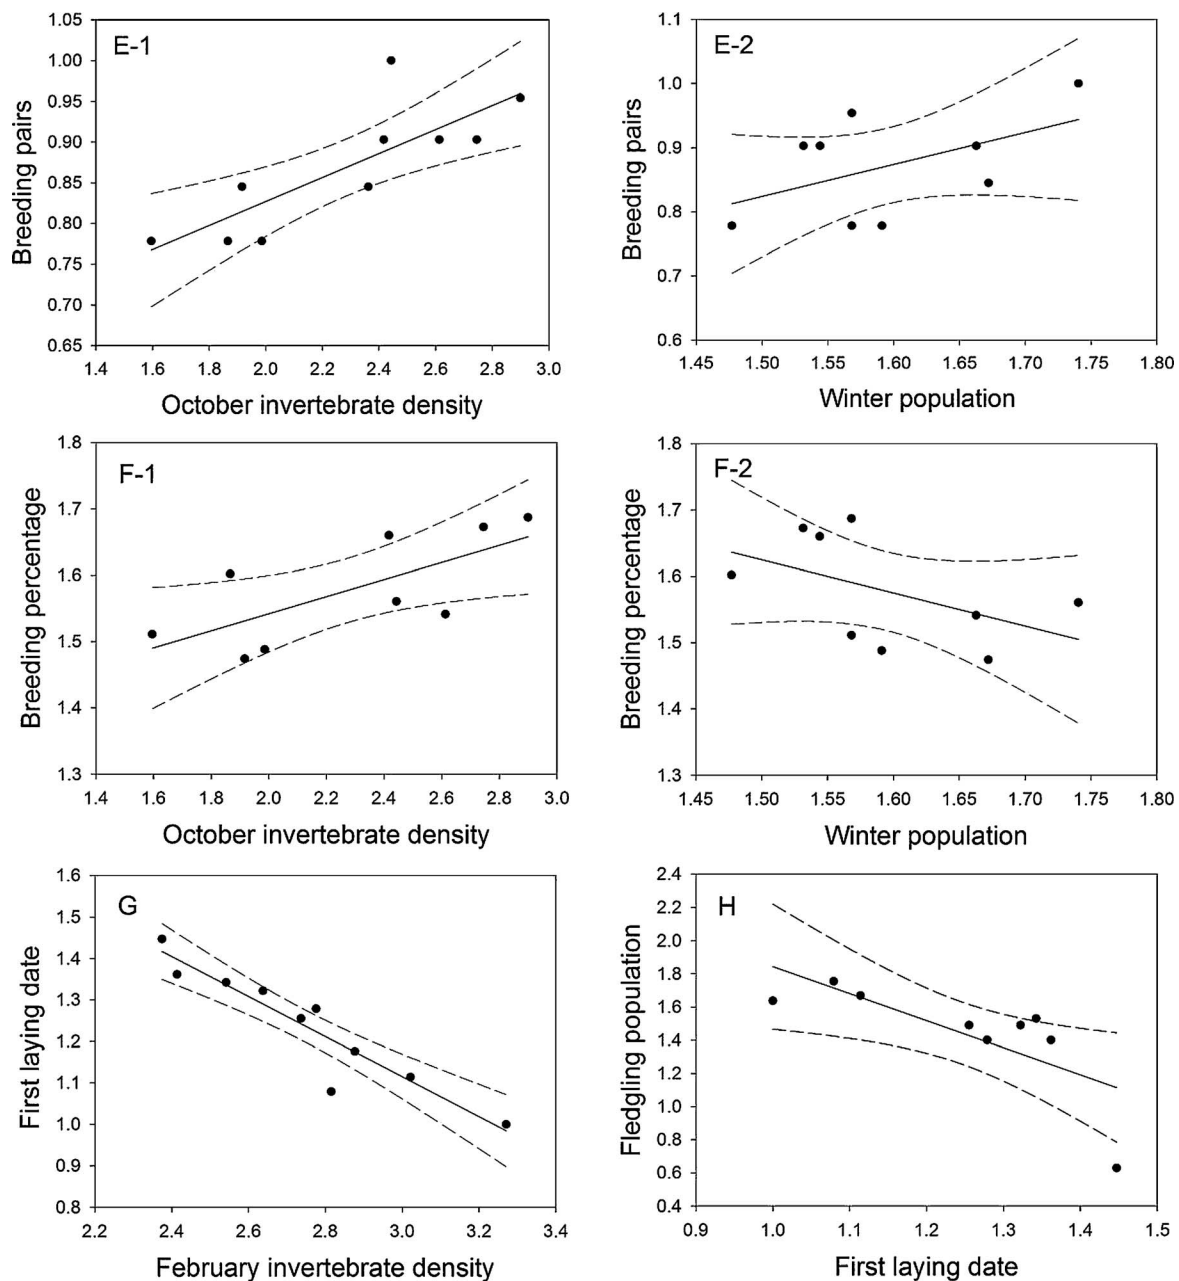 E-1
Breeding pairs
1.05
1.00
0.95
0.90
0.85
0.80
0.75
0.70
0.65
1.4 1.6 1.8 2.0 2.2 2.4 2.6 2.8 3.0
October invertebrate density
E-2
Breeding pairs
1.1
1.0
0.9
0.8
0.7
0.6
1.45 1.50 1.55 1.60 1.65 1.70 1.75 1.80
Winter population
F-1
Breeding percentage
1.8
1.7
1.6
1.5
1.4
1.3
1.4 1.6 1.8 2.0 2.2 2.4 2.6 2.8 3.0
October invertebrate density
F-2
Breeding percentage
1.8
1.7
1.6
1.5
1.4
1.3
1.45 1.50 1.55 1.60 1.65 1.70 1.75 1.80
Winter population
G
First laying date
1.6
1.5
1.4
1.3
1.2
1.1
1.0
0.9
0.8
2.2 2.4 2.6 2.8 3.0 3.2 3.4
February invertebrate density
H
Fledgling population
2.4
2.2
2.0
1.8
1.6
1.4
1.2
1.0
0.8
0.6
0.4
0.9 1.0 1.1 1.2 1.3 1.4 1.5
First laying date